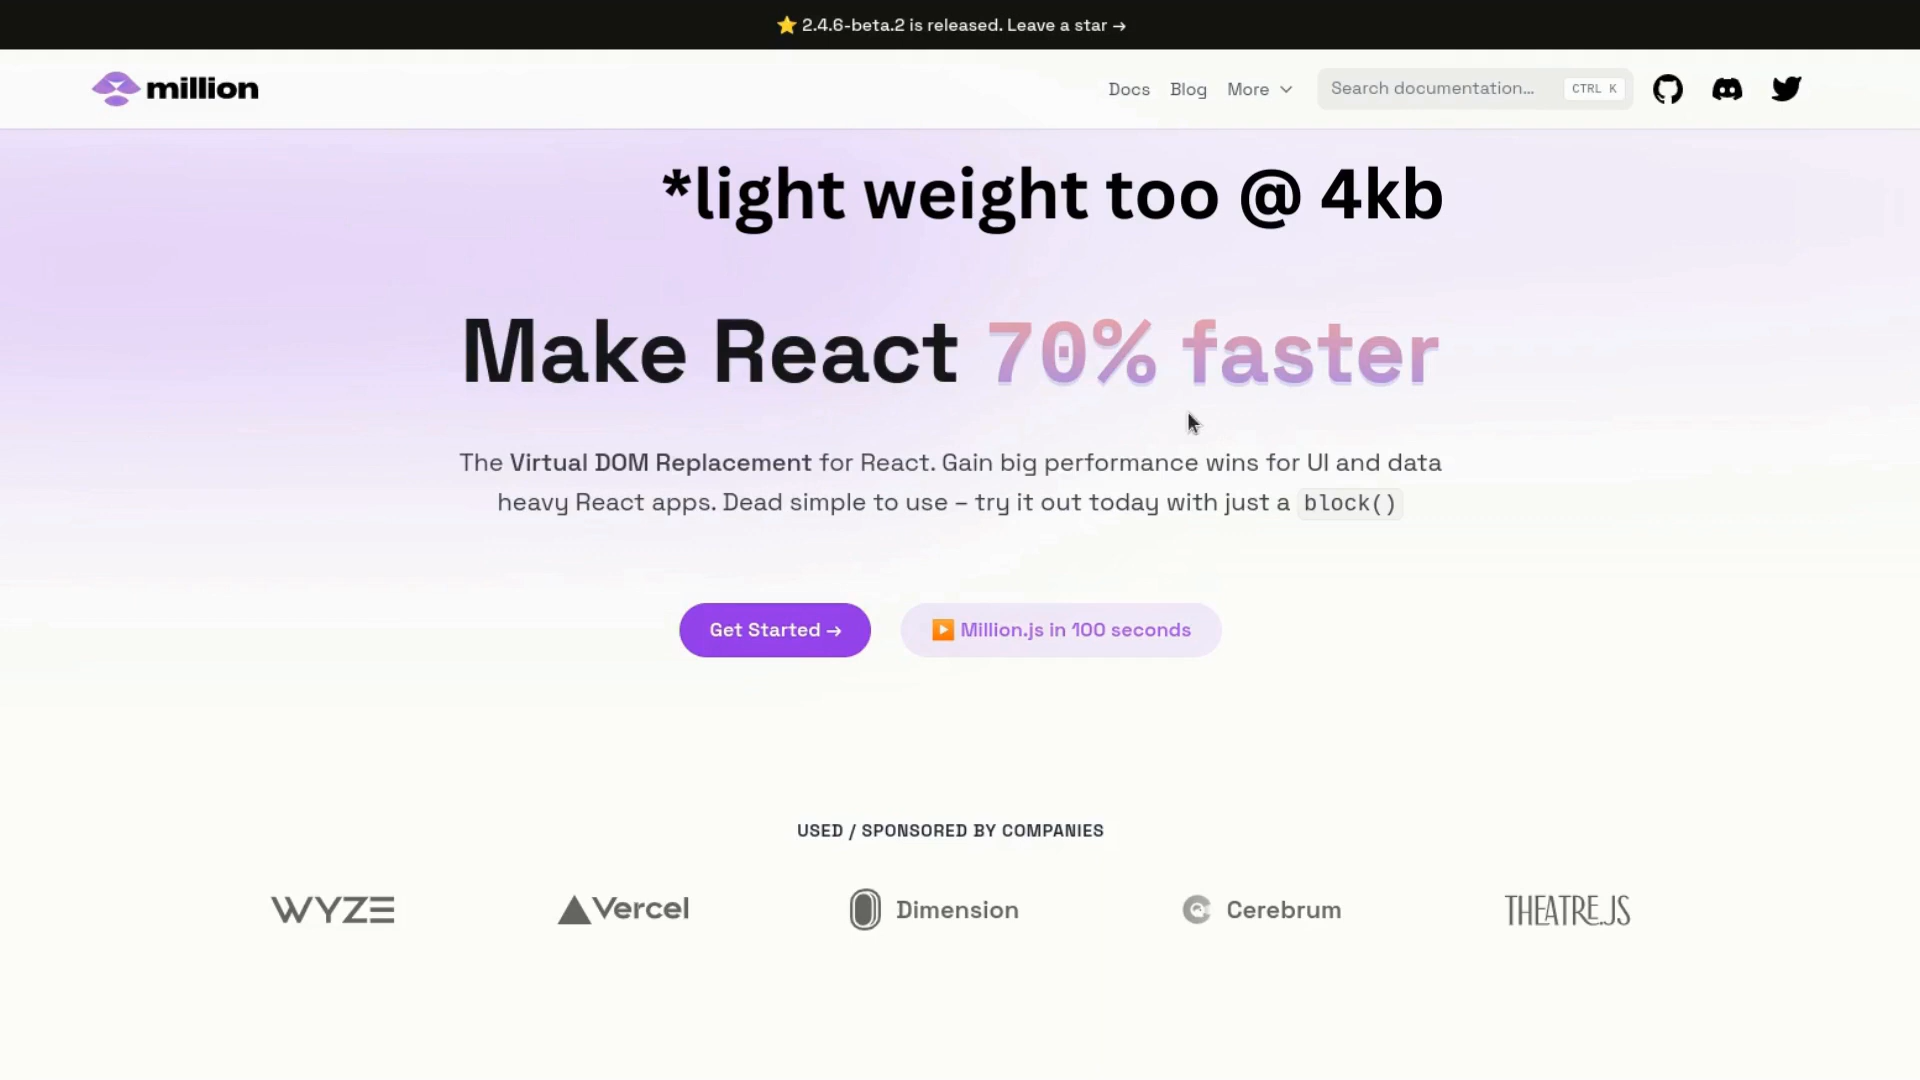 ⭐ 2.4.6-beta.2 is released. Leave a star →
million
Docs Blog More Search documentation... CTRL K
*light weight too @ 4kb
Make React 70% faster
The Virtual DOM Replacement for React. Gain big performance wins for UI and data
heavy React apps. Dead simple to use – try it out today with just a block()
Get Started → ▶️ Million.js in 100 seconds
USED / SPONSORED BY COMPANIES
WYZE Vercel Dimension Cerebrum THEATRE.JS